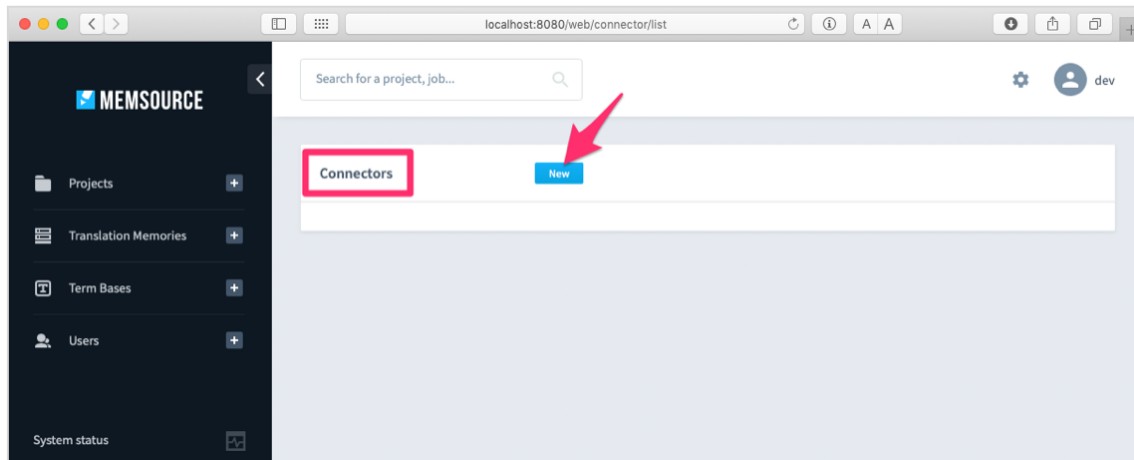 localhost:8080/web/connector/list
A A
MEMSOURCE
Search for a project, job...
dev
Connectors
New
Projects
Translation Memories
T
Term Bases
Users
System status